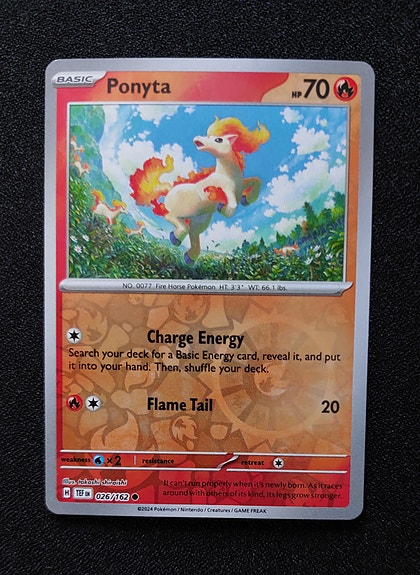 BASIC Ponyta HP 70
NO. 0077 Fire Horse Pokémon HT: 3'3" WT: 66.1 lbs.
Charge Energy
Search your deck for a Basic Energy card, reveal it, and put
it into your hand. Then, shuffle your deck.
Flame Tail 20
weakness ×2 resistance retreat
Illus. takashi shiraishi
H TEF EN 026/162
It can't run properly when it's newly born. As it races
around with others of its kind, its legs grow stronger.
©2024 Pokémon / Nintendo / Creatures / GAME FREAK